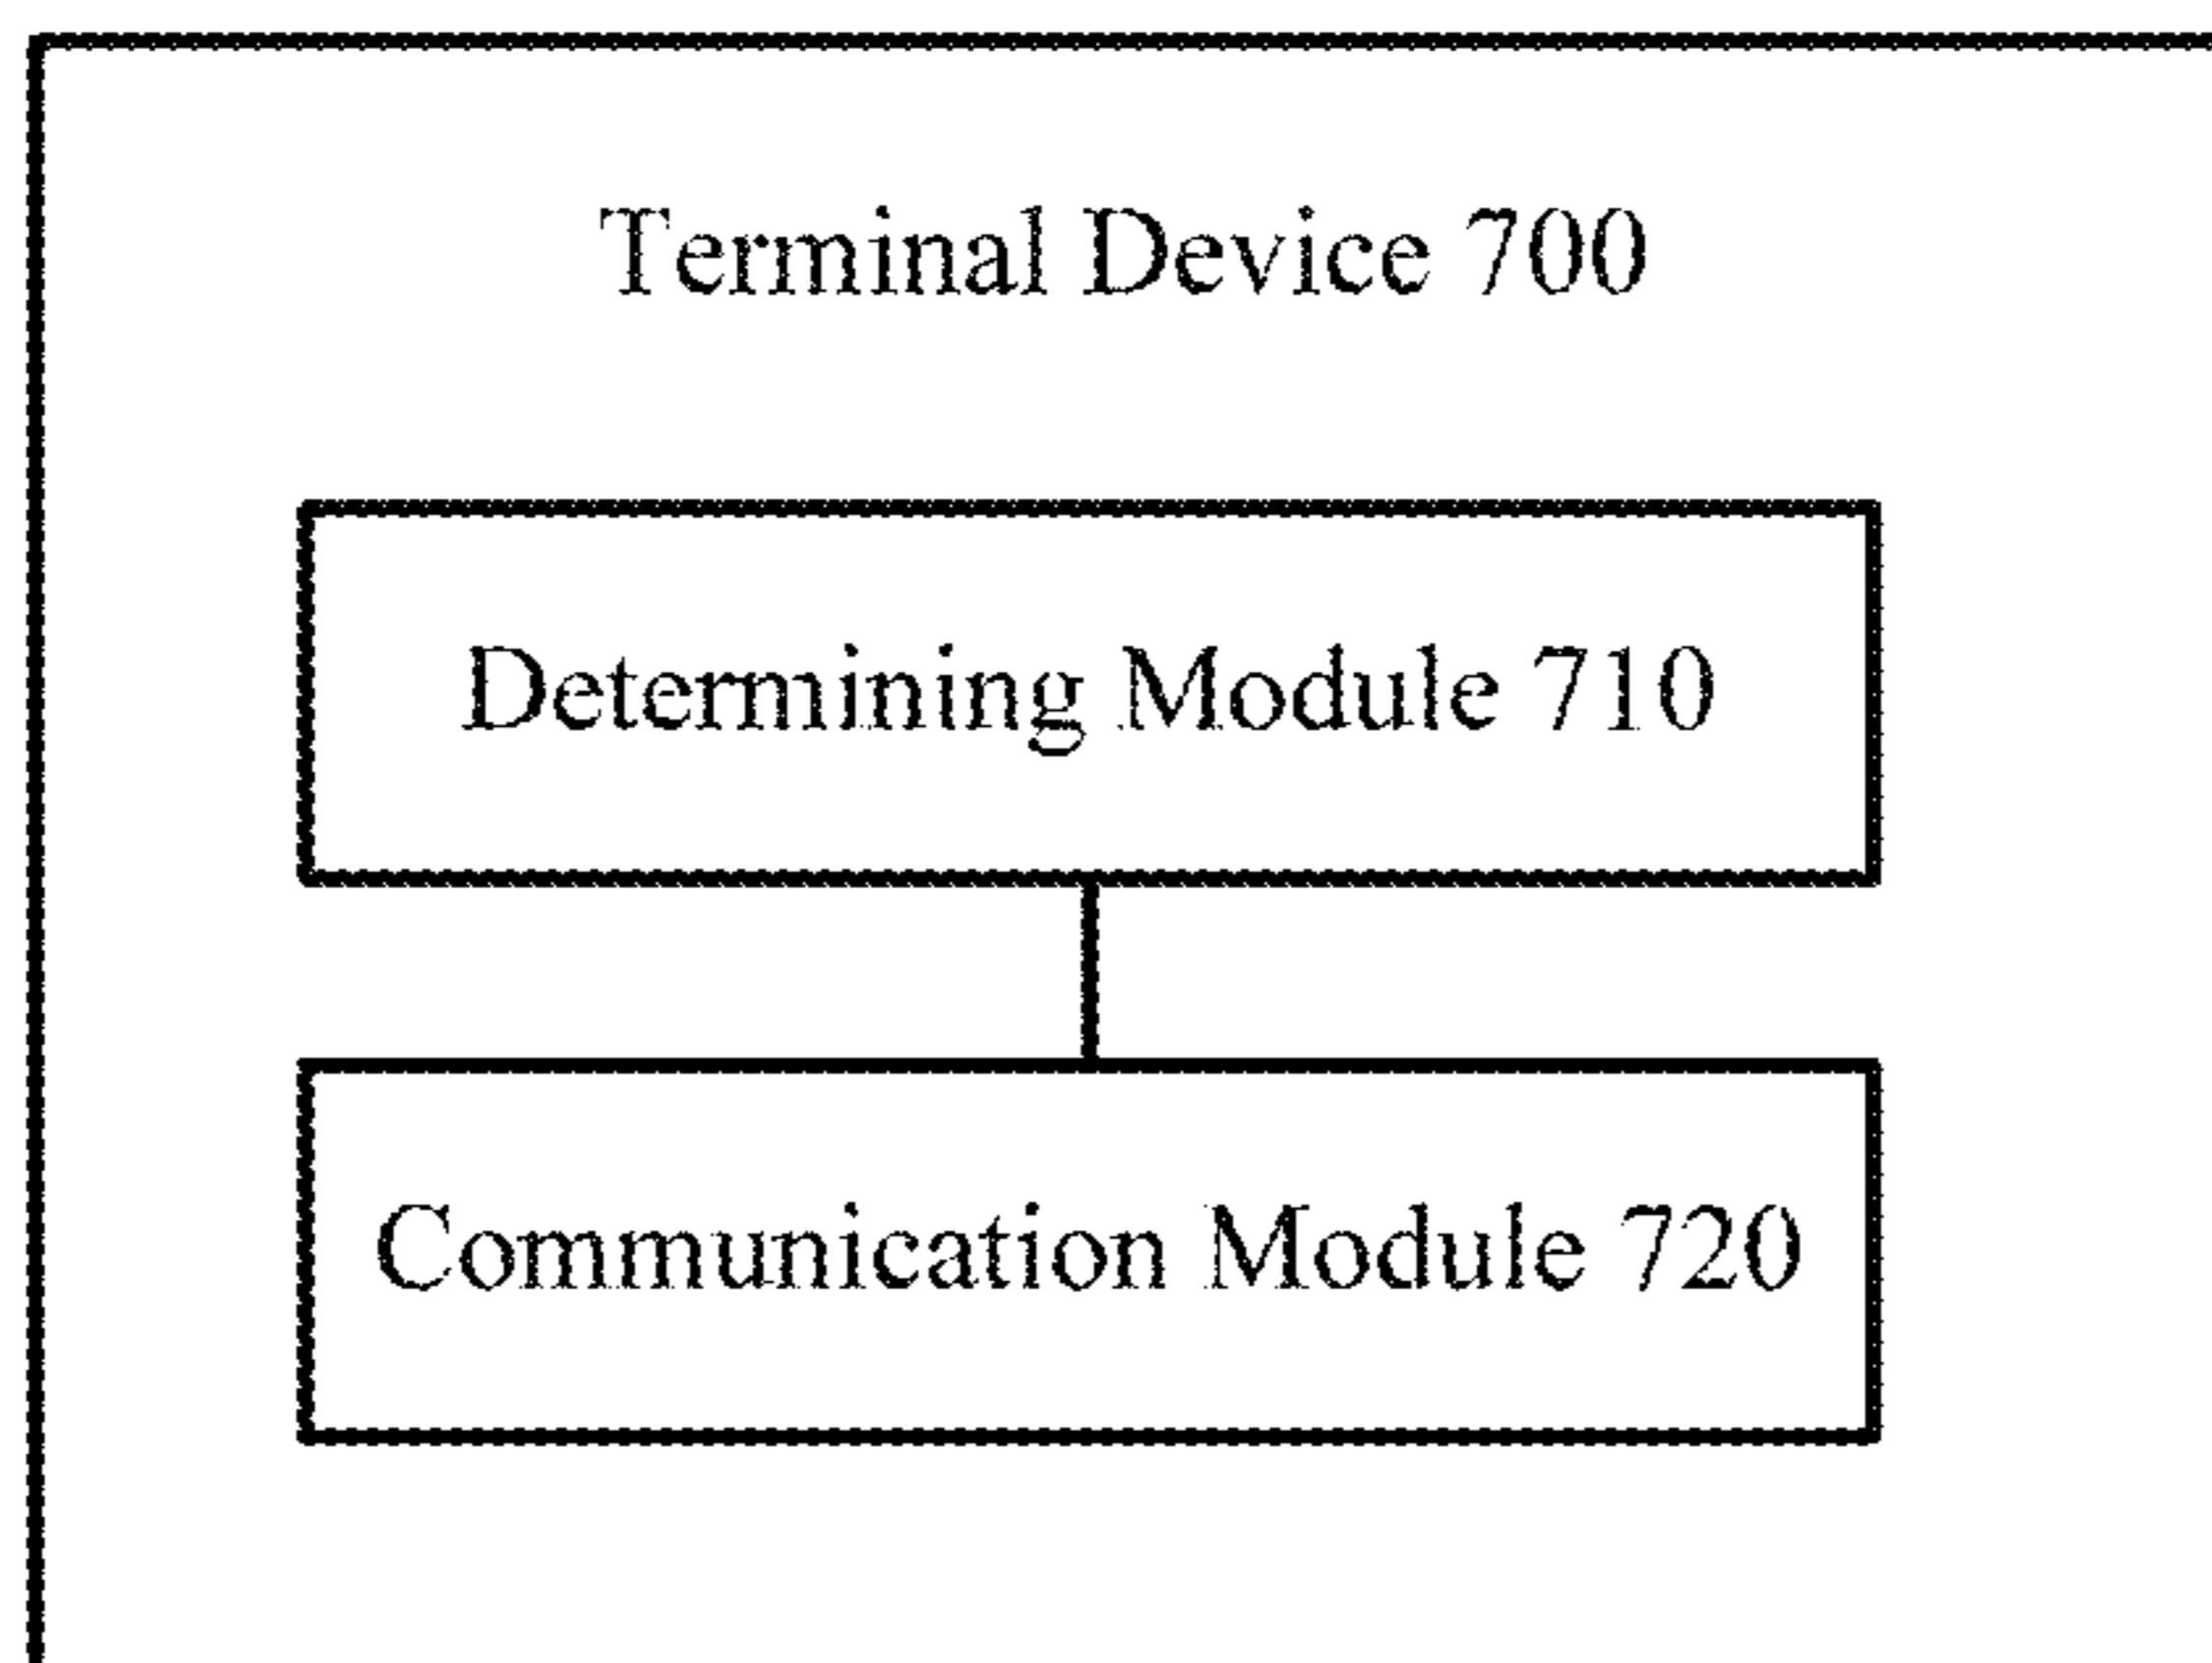 Terminal Device 700
Determining Module 710
Communication Module 720